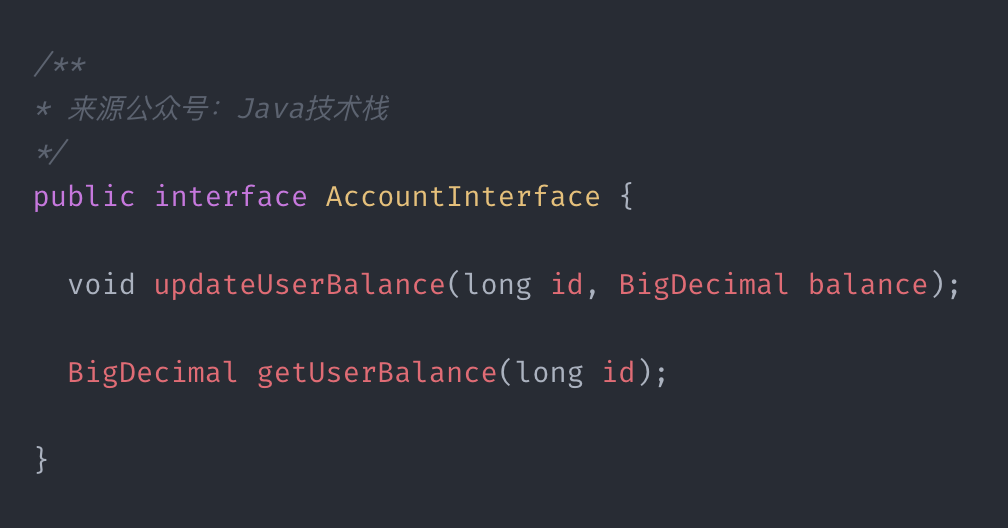 /**
* 来源公众号：Java技术栈
*/
public interface AccountInterface {
void updateUserBalance(long id, BigDecimal balance);
BigDecimal getUserBalance(long id);
}